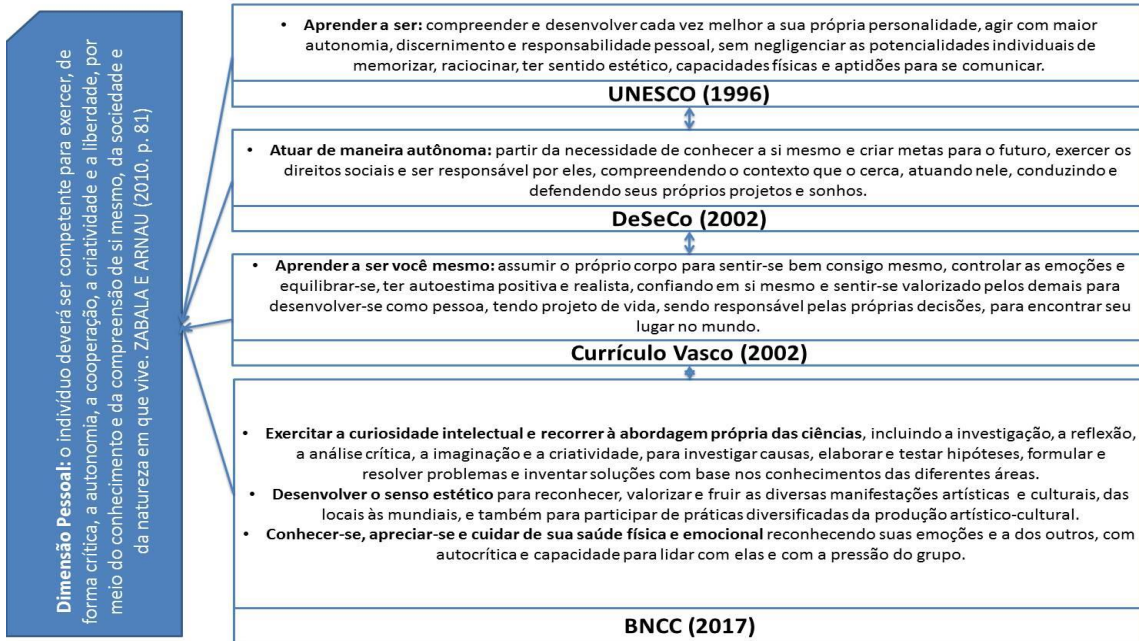 Dimensão Pessoal: o indivíduo deverá ser competente para exercer, de
forma crítica, a autonomia, a cooperação, a criatividade e a liberdade, por
meio do conhecimento e da compreensão de si mesmo, da sociedade e
da natureza em que vive. ZABALA E ARNAU (2010. p. 81)
• Aprender a ser: compreender e desenvolver cada vez melhor a sua própria personalidade, agir com maior
autonomia, discernimento e responsabilidade pessoal, sem negligenciar as potencialidades individuais de
memorizar, raciocinar, ter sentido estético, capacidades físicas e aptidões para se comunicar.
UNESCO (1996)
• Atuar de maneira autônoma: partir da necessidade de conhecer a si mesmo e criar metas para o futuro, exercer os
direitos sociais e ser responsável por eles, compreendendo o contexto que o cerca, atuando nele, conduzindo e
defendendo seus próprios projetos e sonhos.
DeSeCo (2002)
• Aprender a ser você mesmo: assumir o próprio corpo para sentir-se bem consigo mesmo, controlar as emoções e
equilibrar-se, ter autoestima positiva e realista, confiando em si mesmo e sentir-se valorizado pelos demais para
desenvolver-se como pessoa, tendo projeto de vida, sendo responsável pelas próprias decisões, para encontrar seu
lugar no mundo.
Currículo Vasco (2002)
• Exercitar a curiosidade intelectual e recorrer à abordagem própria das ciências, incluindo a investigação, a reflexão,
a análise crítica, a imaginação e a criatividade, para investigar causas, elaborar e testar hipóteses, formular e
resolver problemas e inventar soluções com base nos conhecimentos das diferentes áreas.
• Desenvolver o senso estético para reconhecer, valorizar e fruir as diversas manifestações artísticas e culturais, das
locais às mundiais, e também para participar de práticas diversificadas da produção artístico-cultural.
• Conhecer-se, apreciar-se e cuidar de sua saúde física e emocional reconhecendo suas emoções e a dos outros, com
autocrítica e capacidade para lidar com elas e com a pressão do grupo.
BNCC (2017)